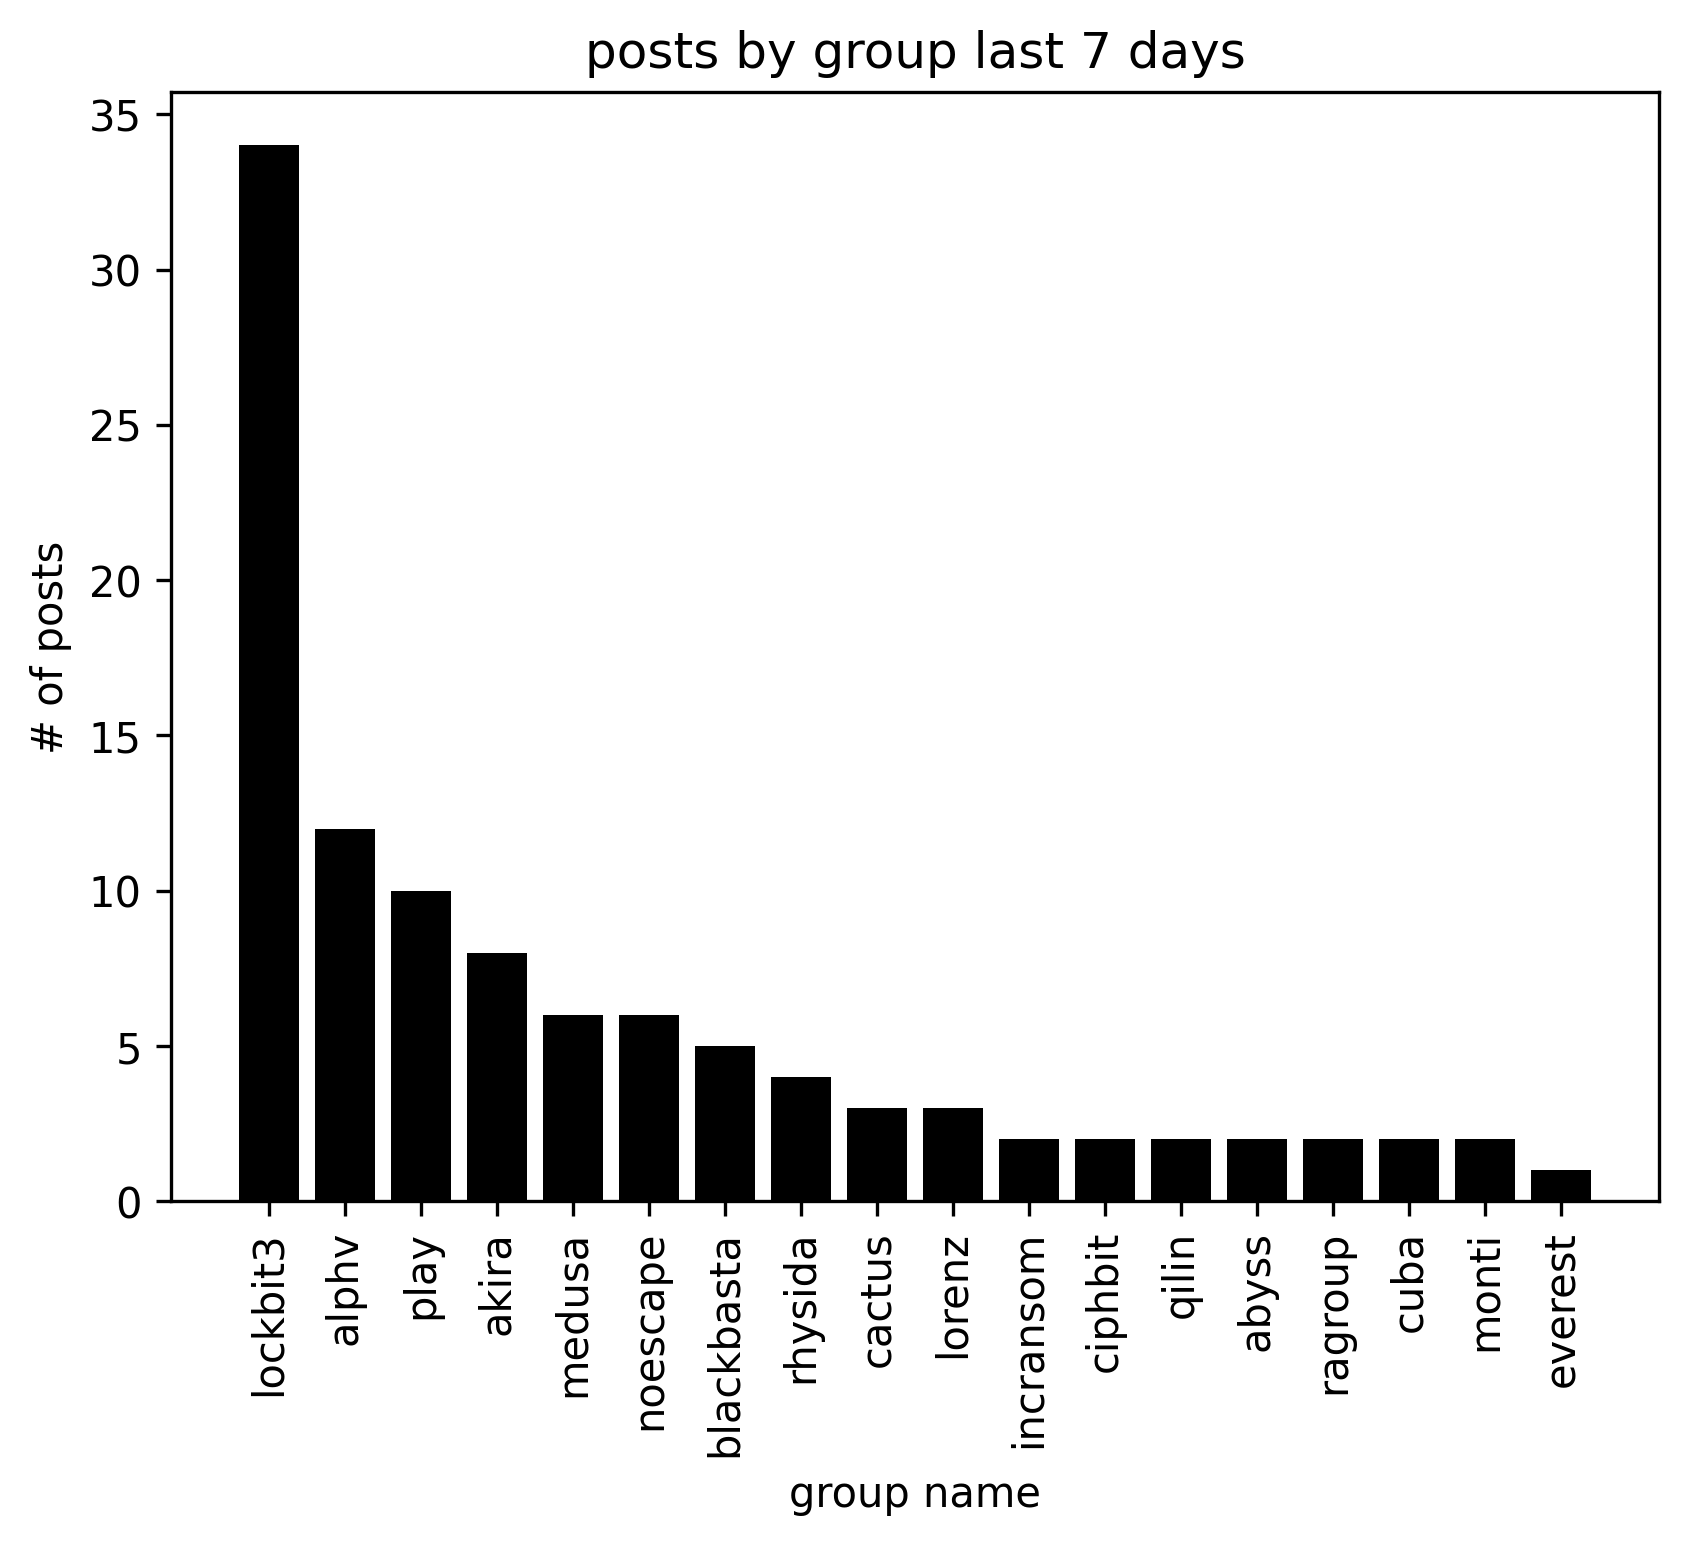 posts by group last 7 days
35
30
25
20
15
10
5
0
# of posts
lockbit3
alphv
play
akira
medusa
noescape
blackbasta
rhysida
cactus
lorenz
incransom
ciphbit
qilin
abyss
ragroup
cuba
monti
everest
group name